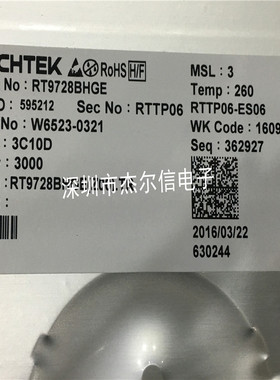 CHTEK RoHS H/F MSL: 3
No : RT9728BHGE Temp: 260
ID : 595212 Sec No : RTTP06 RTTP06-ES06
No : W6523-0321 WK Code : 1609
: 3C10D Seq : 362927
: 3000
:
深圳市杰尔信电子
:
2016/03/22
630244